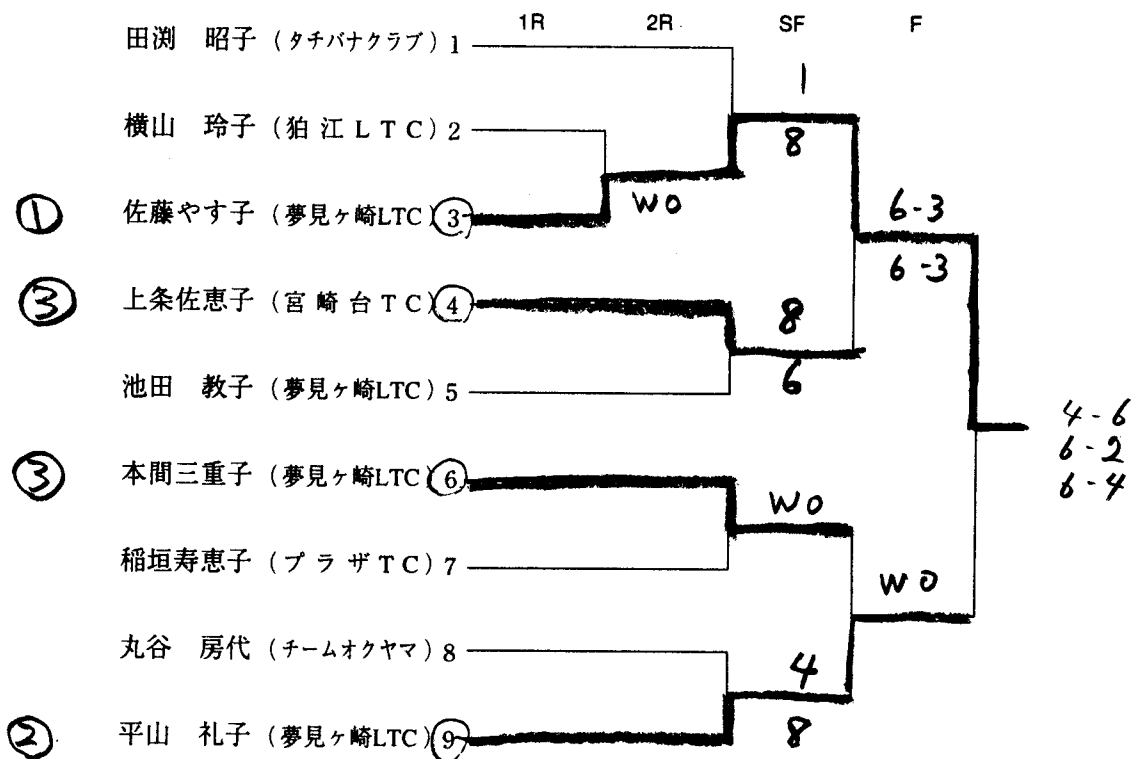 1R 2R SF F
田渕 昭子 (タチバナクラブ) 1
1
横山 玲子 (狛江LTC) 2
8
① 佐藤やす子 (夢見ヶ崎LTC) ③
WO
6-3
6-3
③ 上条佐恵子 (宮崎台TC) ④
8
6
池田 教子 (夢見ヶ崎LTC) 5
4-6
6-2
6-4
③ 本間三重子 (夢見ヶ崎LTC) ⑥
WO
稲垣寿恵子 (プラザTC) 7
WO
丸谷 房代 (チームオクヤマ) 8
4
8
② 平山 礼子 (夢見ヶ崎LTC) ⑨